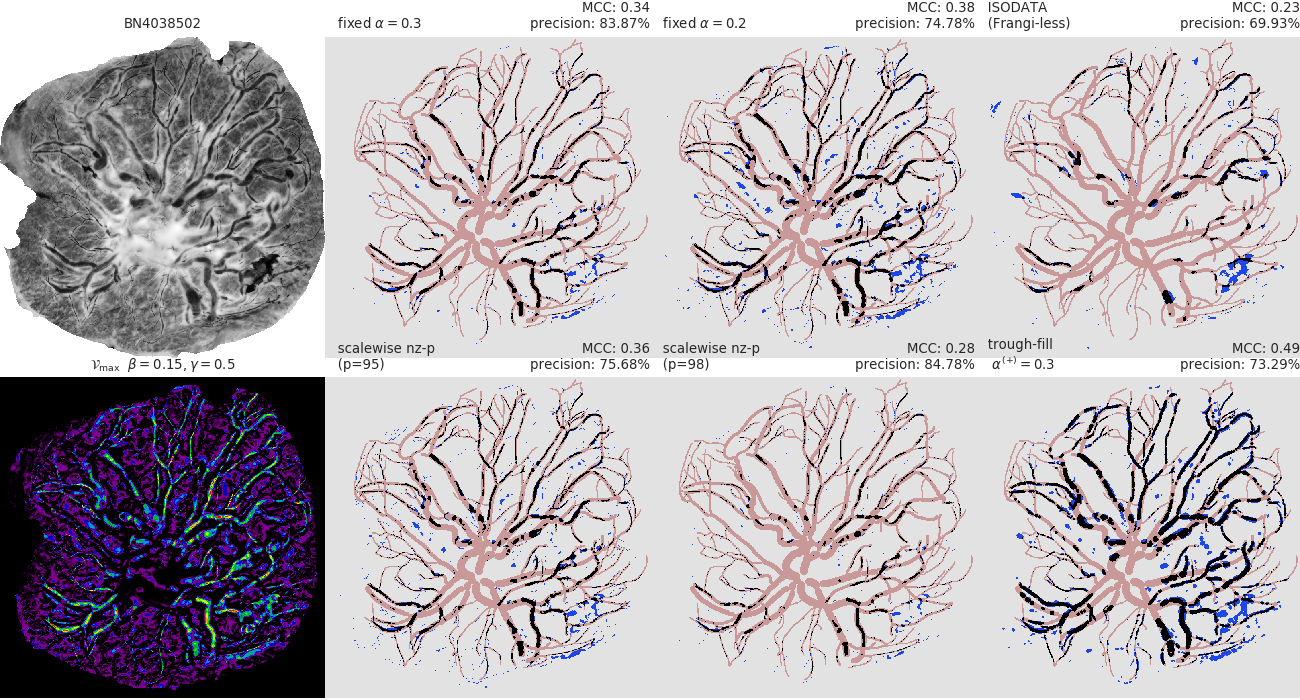 BN4038502
fixed α = 0.3
MCC: 0.34
precision: 83.87%
fixed α = 0.2
MCC: 0.38
precision: 74.78%
ISODATA
(Frangi-less)
MCC: 0.23
precision: 69.93%
𝒱max β = 0.15, γ = 0.5
scalewise nz-p
(p=95)
MCC: 0.36
precision: 75.68%
scalewise nz-p
(p=98)
MCC: 0.28
precision: 84.78%
trough-fill
α(+) = 0.3
MCC: 0.49
precision: 73.29%